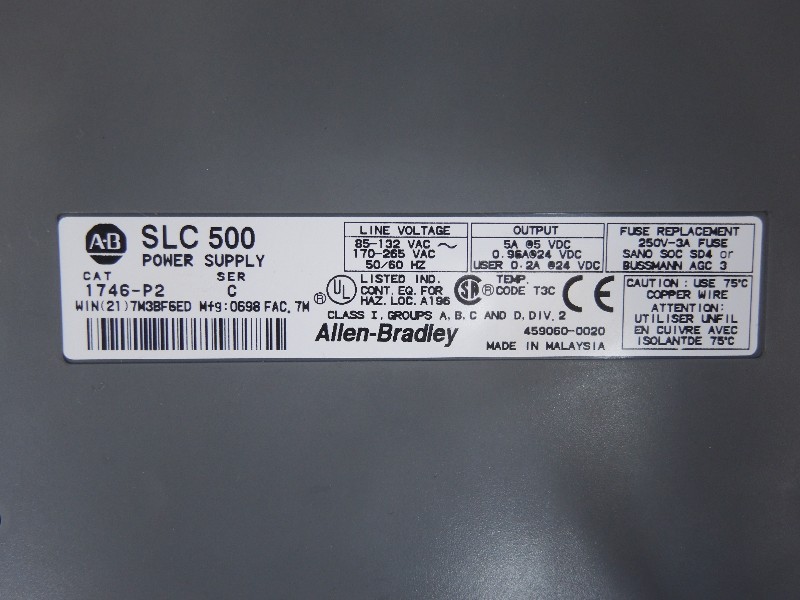 A·B
SLC 500
POWER SUPPLY
CAT SER
1746-P2 C
WIN(21)7M3BF6ED Mfg:0698 FAC. 7M
LINE VOLTAGE
85-132 VAC ~
170-265 VAC
50/60 HZ
OUTPUT
5A @5 VDC
0.96A@24 VDC
USER 0.2A @24 VDC
FUSE REPLACEMENT
250V-3A FUSE
SANO SOC SD4 or
BUSSMANN AGC 3
® UL LISTED IND.
CONT. EQ. FOR
HAZ. LOC. A196
SA ® TEMP.
CODE T3C
CE
CLASS I, GROUPS A, B, C AND D, DIV. 2
Allen-Bradley
459060-0020
MADE IN MALAYSIA
CAUTION : USE 75°C
COPPER WIRE
ATTENTION:
UTILISER UNFIL
EN CUIVRE AVEC
ISOLANTDE 75°C